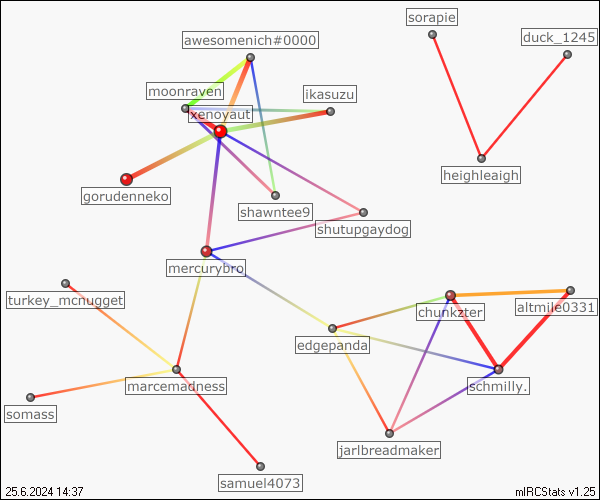 sorapie
duck_1245
awesomenich#0000
moonraven
ikasuzu
xenoyaut
heighleaigh
gorudenneko
shawntee9
shutupgaydog
mercurybro
turkey_mcnugget
chunkzter
altmile0331
edgepanda
marcemadness
schmilly.
somass
jarlbreadmaker
samuel4073
25.6.2024 14:37
mIRCStats v1.25